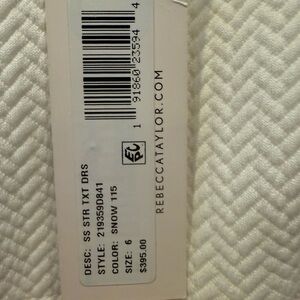 1 91860 23594 4
DESC: SS STR TXT DRS
STYLE: 219359D841
COLOR: SNOW 115
SIZE: 6
$395.00
REBECCATAYLOR.COM